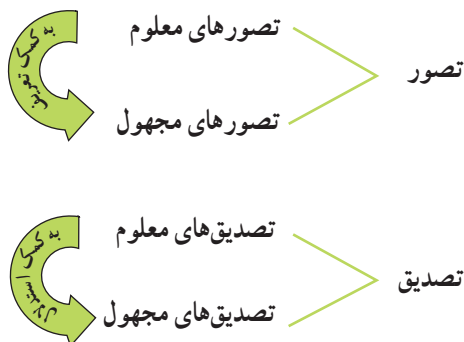 تصور
تصورهای معلوم
تصورهای مجهول
به کمک تعریف
تصدیق
تصدیق‌های معلوم
تصدیق‌های مجهول
به کمک استدلال